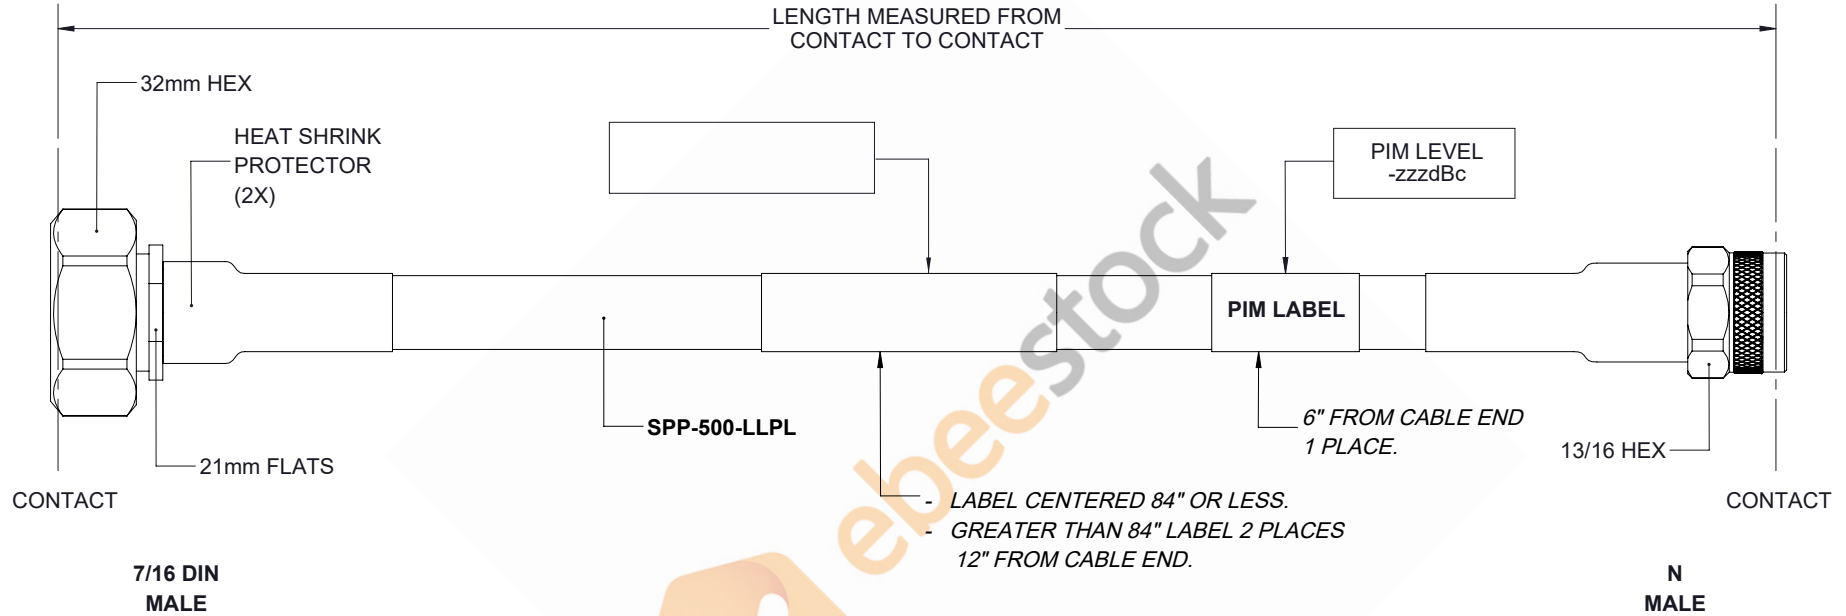 LENGTH MEASURED FROM
CONTACT TO CONTACT
32mm HEX
HEAT SHRINK
PROTECTOR
(2X)
PIM LEVEL
-zzzdBc
PIM LABEL
SPP-500-LLPL
6" FROM CABLE END
1 PLACE.
21mm FLATS
13/16 HEX
CONTACT
CONTACT
- LABEL CENTERED 84" OR LESS.
- GREATER THAN 84" LABEL 2 PLACES
12" FROM CABLE END.
7/16 DIN
MALE
N
MALE
ebeestock